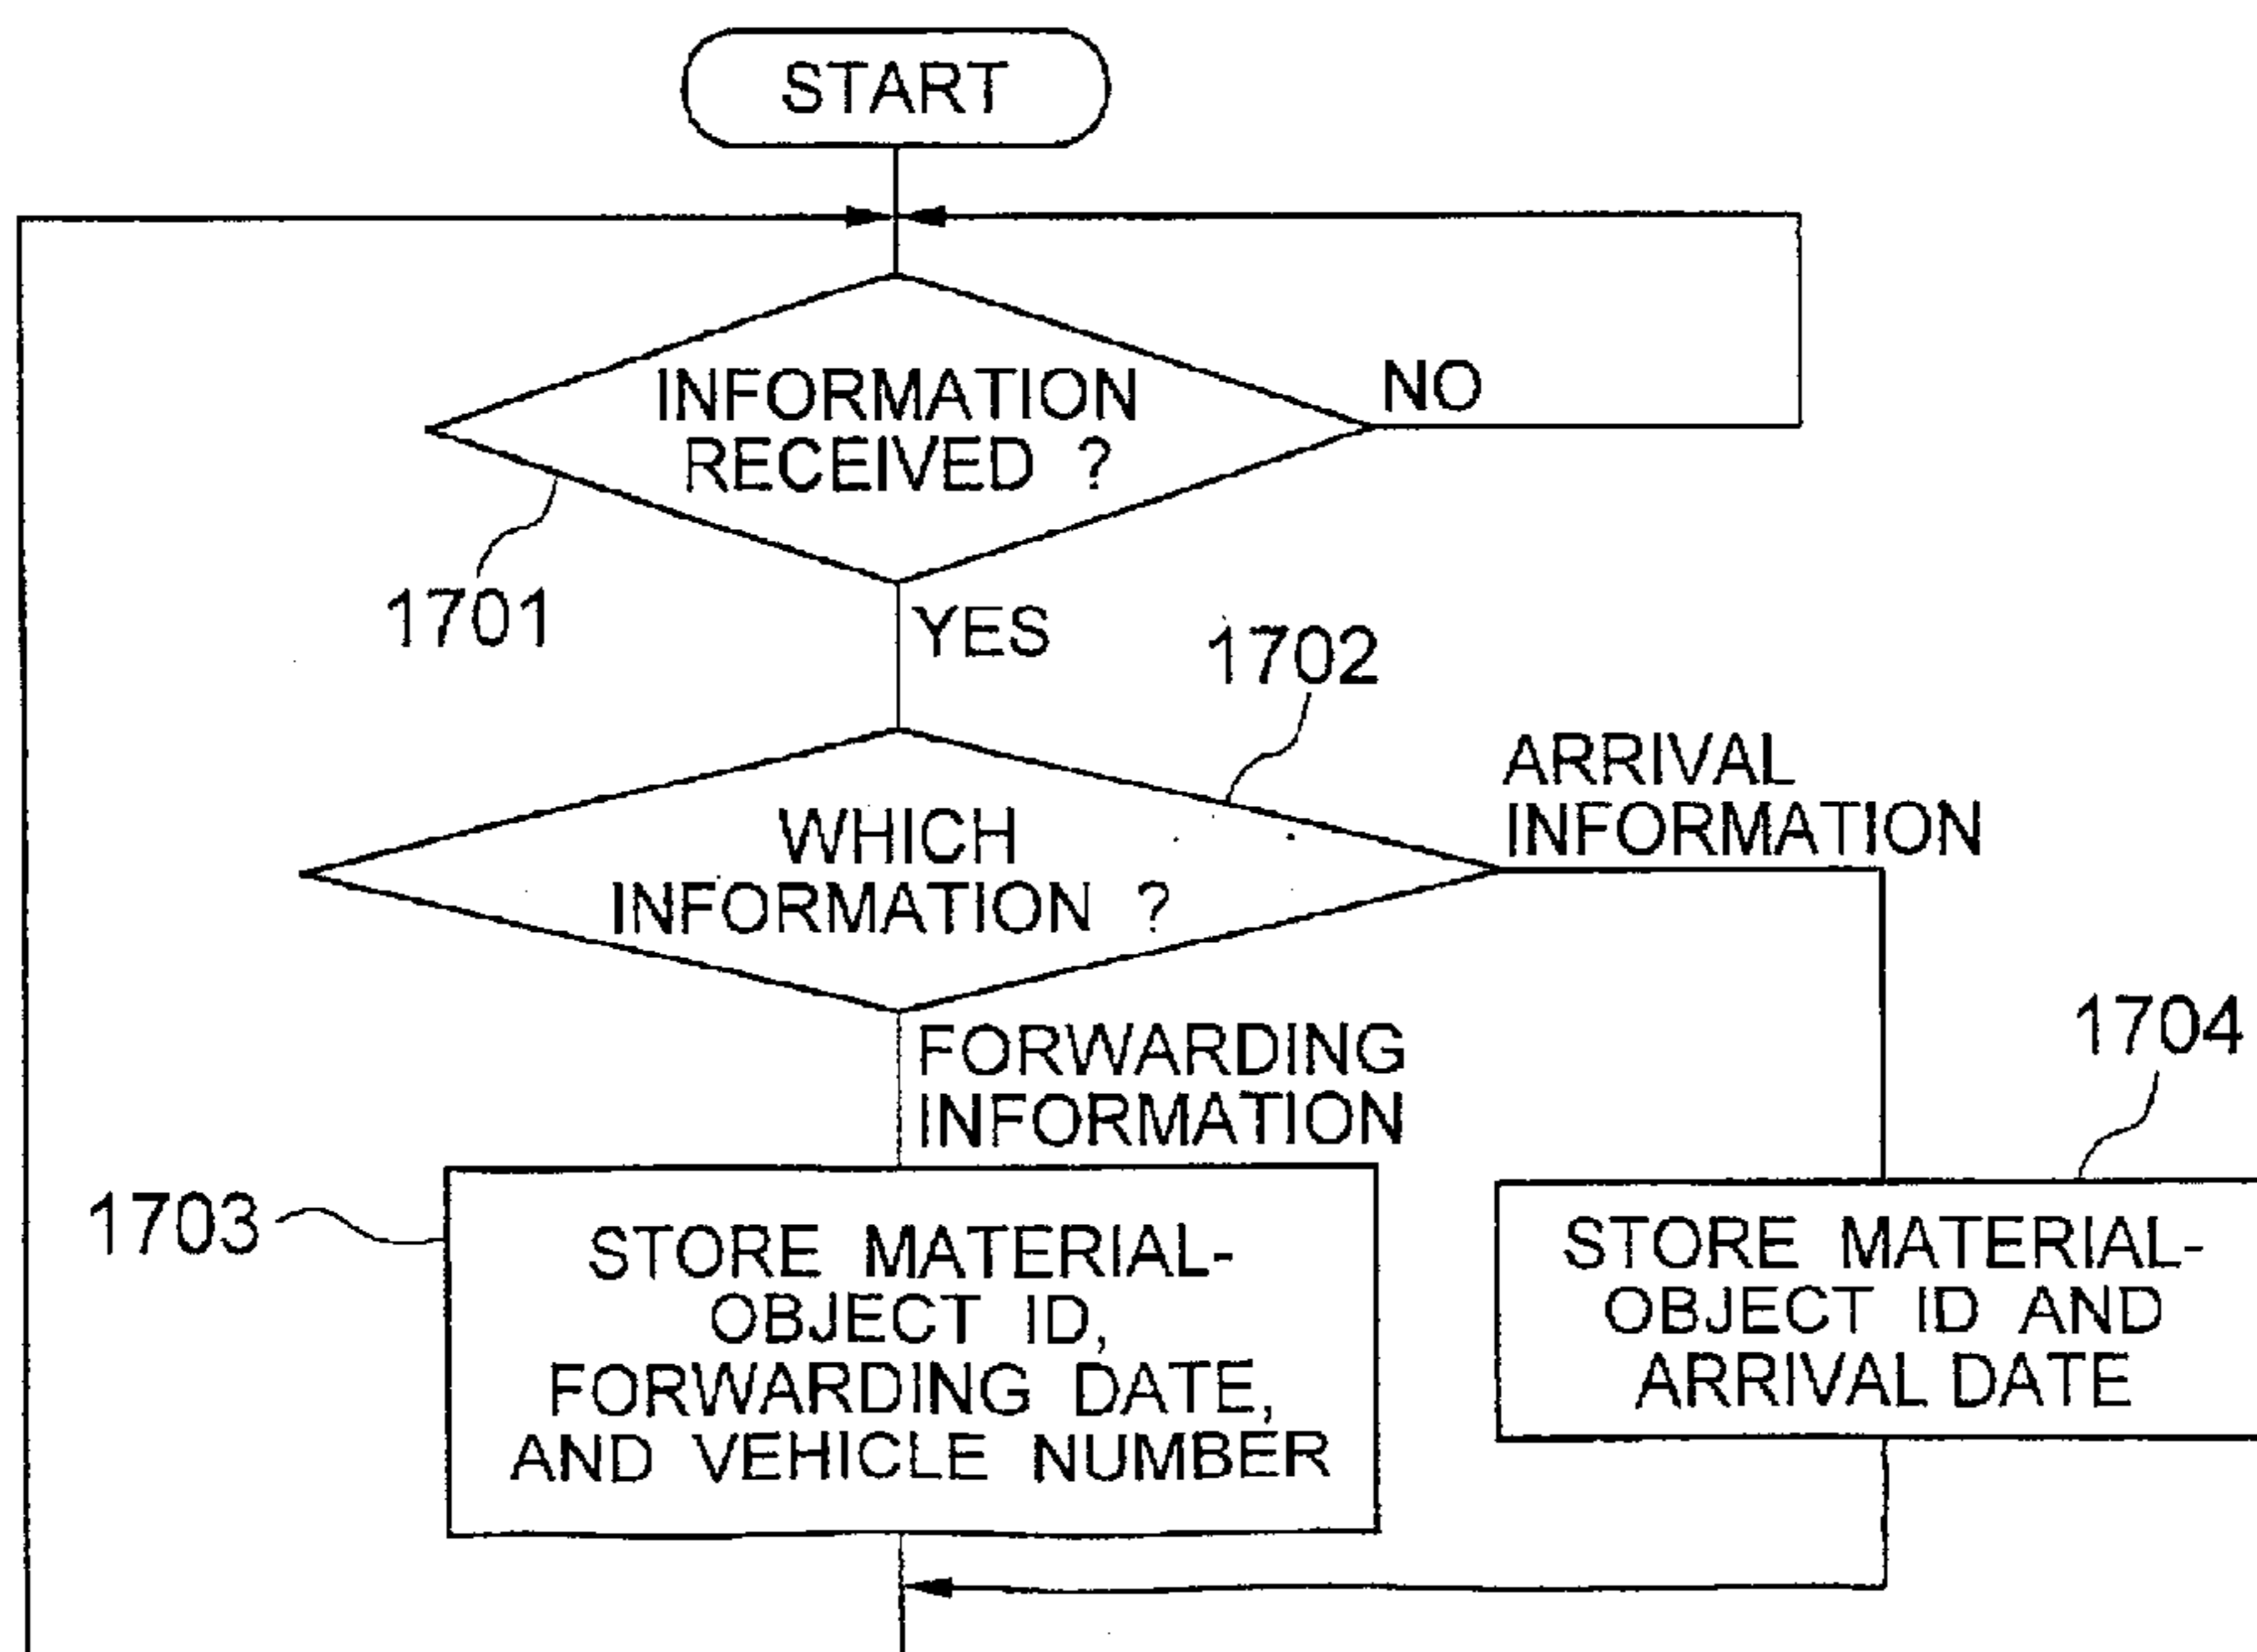 START
INFORMATION
RECEIVED ?
NO
1701
YES
1702
WHICH
INFORMATION ?
ARRIVAL
INFORMATION
FORWARDING
INFORMATION
1703
STORE MATERIAL-
OBJECT ID,
FORWARDING DATE,
AND VEHICLE NUMBER
1704
STORE MATERIAL-
OBJECT ID AND
ARRIVAL DATE